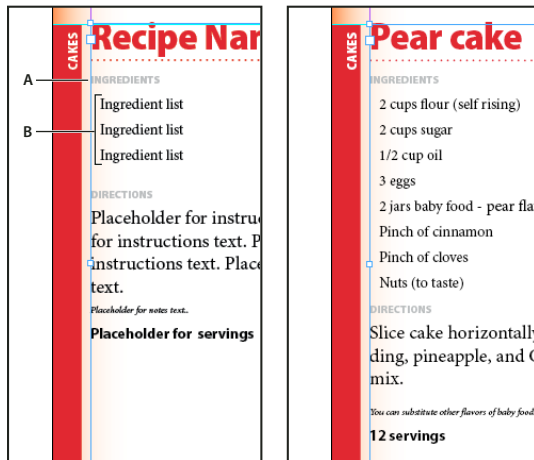 CAKES
Recipe Nar
A
INGREDIENTS
B
Ingredient list
Ingredient list
Ingredient list
DIRECTIONS
Placeholder for instru
for instructions text. P
instructions text. Place
text.
Placeholder for notes text..
Placeholder for servings
CAKES
Pear cake
INGREDIENTS
2 cups flour (self rising)
2 cups sugar
1/2 cup oil
3 eggs
2 jars baby food - pear fla
Pinch of cinnamon
Pinch of cloves
Nuts (to taste)
DIRECTIONS
Slice cake horizontally
ding, pineapple, and
mix.
You can substitute other flavors of baby food
12 servings